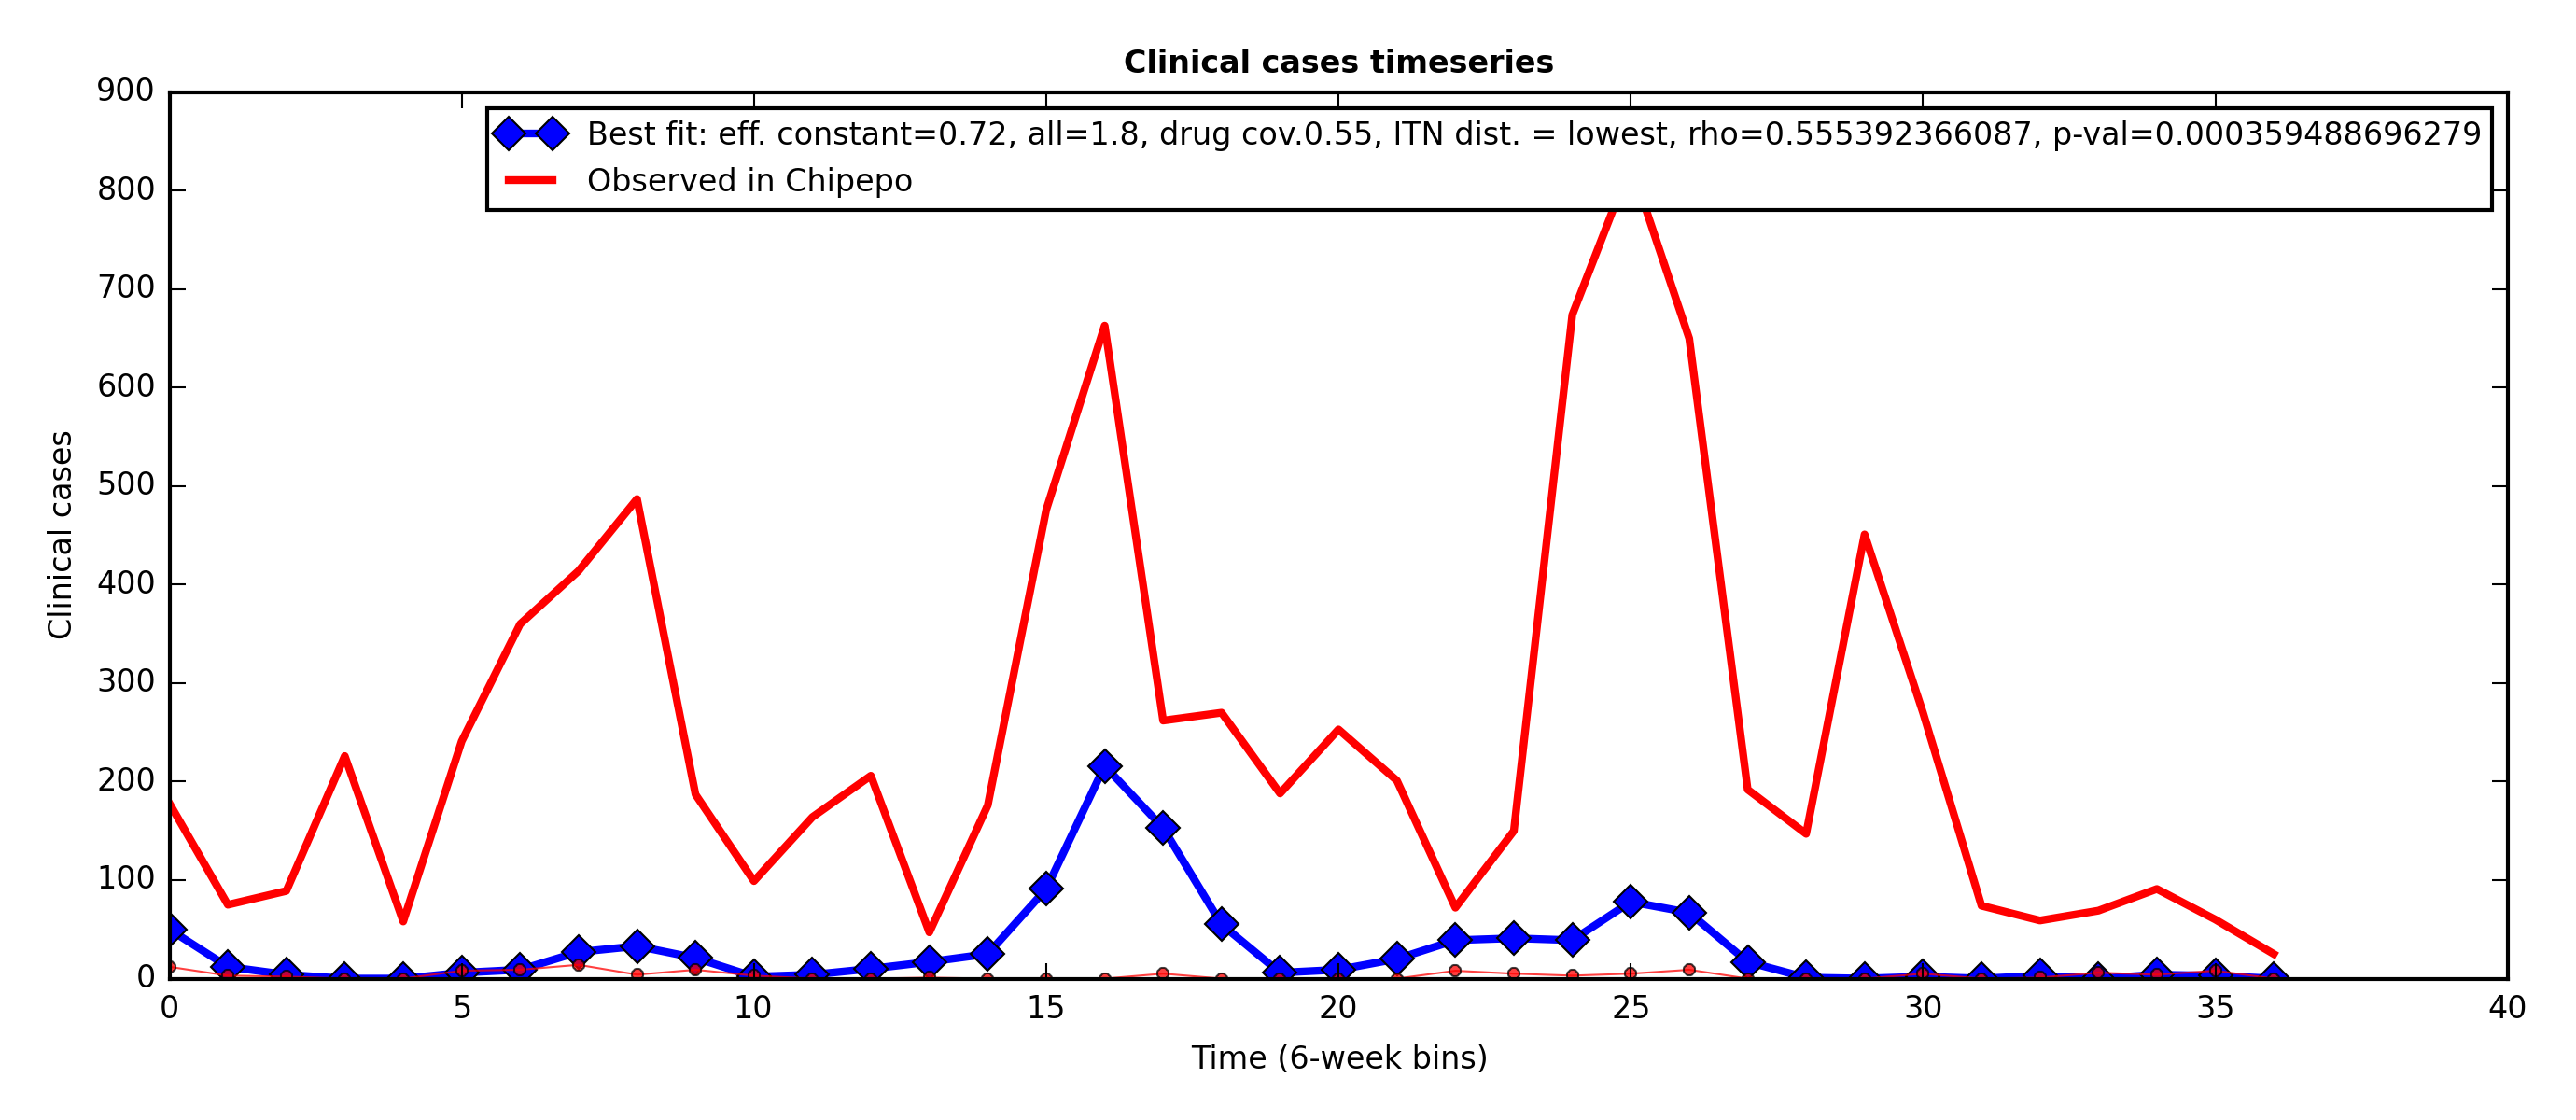 Clinical cases timeseries
900
800
700
600
500
400
300
200
100
0
Clinical cases
Best fit: eff. constant=0.72, all=1.8, drug cov.0.55, ITN dist. = lowest, rho=0.555392366087, p-val=0.000359488696279
Observed in Chipepo
0 5 10 15 20 25 30 35 40
Time (6-week bins)